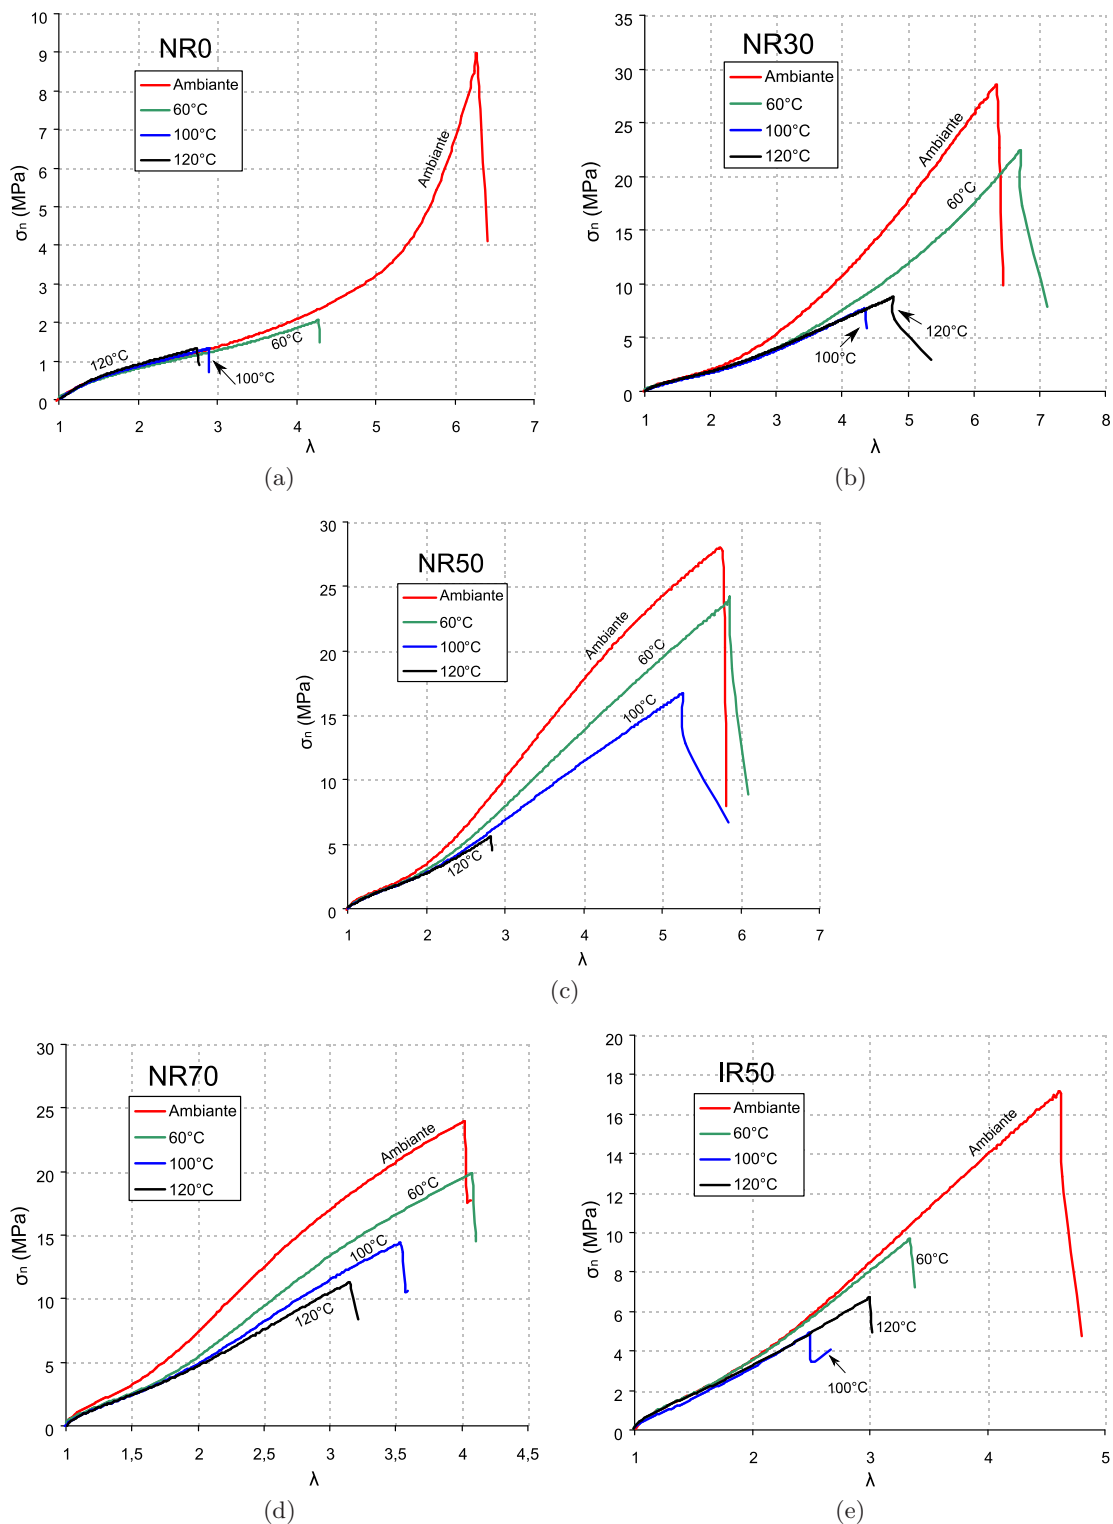 NR0
Ambiante
60°C
100°C
120°C
σn (MPa)
10
9
8
7
6
5
4
3
2
1
0
Ambiante
120°C
60°C
100°C
1 2 3 4 5 6 7
λ
(a)
NR30
Ambiante
60°C
100°C
120°C
σn (MPa)
35
30
25
20
15
10
5
0
Ambiante
60°C
100°C
120°C
1 2 3 4 5 6 7 8
λ
(b)
NR50
Ambiante
60°C
100°C
120°C
σn (MPa)
30
25
20
15
10
5
0
Ambiante
60°C
100°C
120°C
1 2 3 4 5 6 7
λ
(c)
NR70
Ambiante
60°C
100°C
120°C
σn (MPa)
30
25
20
15
10
5
0
Ambiante
60°C
100°C
120°C
1 1,5 2 2,5 3 3,5 4 4,5
λ
(d)
IR50
Ambiante
60°C
100°C
120°C
σn (MPa)
20
18
16
14
12
10
8
6
4
2
0
Ambiante
60°C
120°C
100°C
1 2 3 4 5
λ
(e)